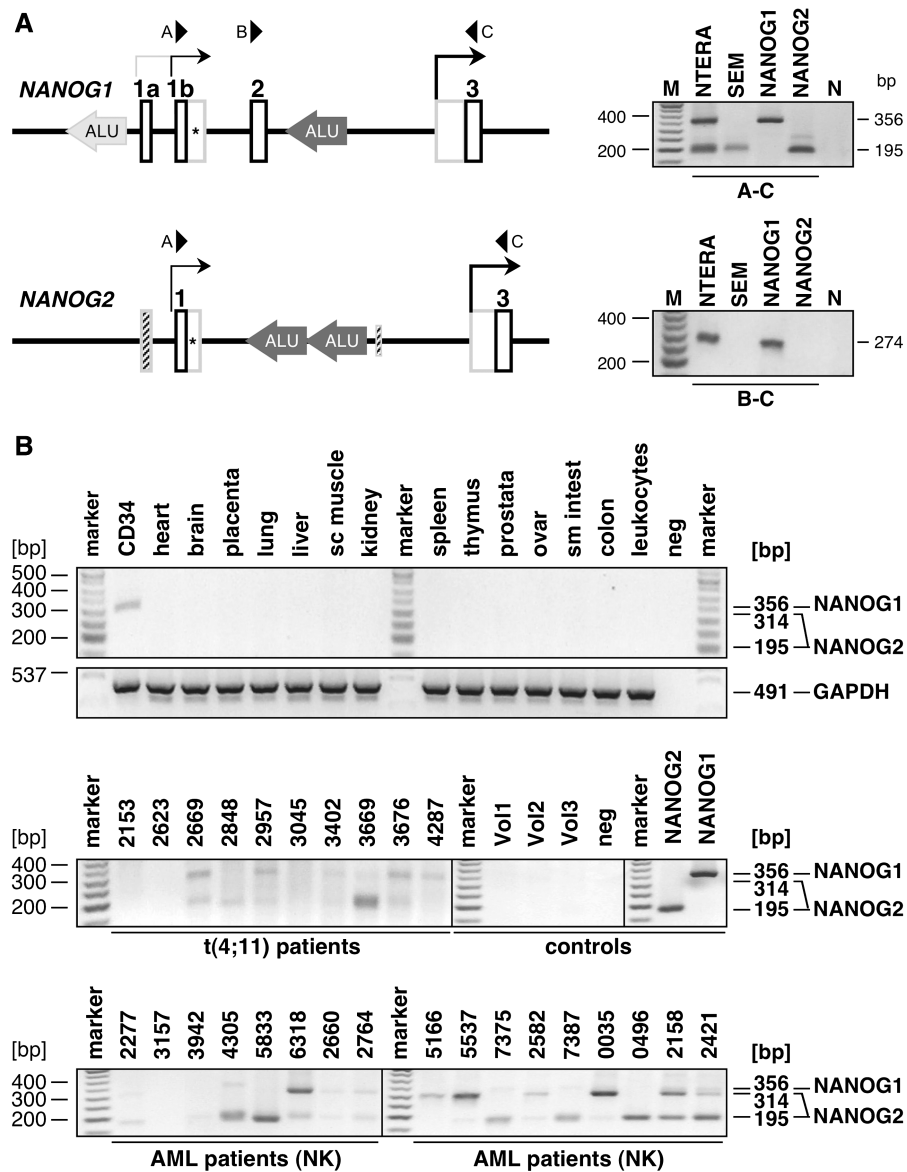 A
A B C
NANOG1 1a 1b 2 3
ALU * ALU
M NTERA SEM NANOG1 NANOG2 N bp
400 356
200 195
A-C
A C
NANOG2 1 3
* ALU ALU
M NTERA SEM NANOG1 NANOG2 N
400
274
200
B-C
B
[bp] marker CD34 heart brain placenta lung liver sc muscle kidney marker spleen thymus prostata ovar sm intest colon leukocytes neg marker [bp]
500
400
300 356 NANOG1
314
200 195 NANOG2
537
491 GAPDH
[bp] marker 2153 2623 2669 2848 2957 3045 3402 3669 3676 4287 marker Vol1 Vol2 Vol3 neg marker NANOG2 NANOG1 [bp]
400 356 NANOG1
300 314
200 195 NANOG2
t(4;11) patients controls
[bp] marker 2277 3157 3942 4305 5833 6318 2660 2764 marker 5166 5537 7375 2582 7387 0035 0496 2158 2421 [bp]
400 356 NANOG1
300 314
200 195 NANOG2
AML patients (NK) AML patients (NK)